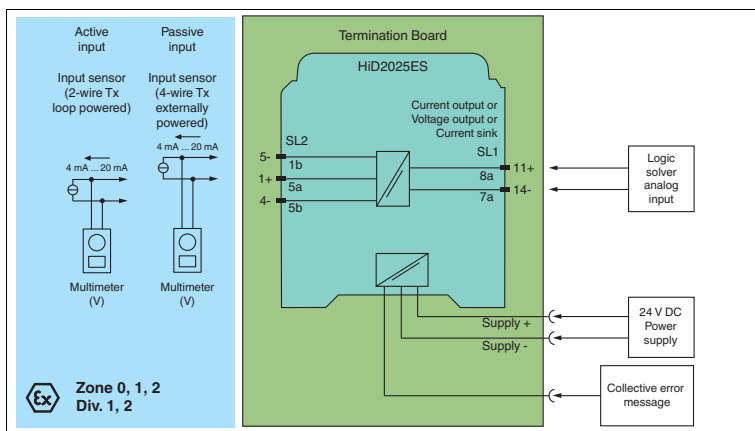 Active
input
Passive
input
Input sensor
(2-wire Tx
loop powered)
Input sensor
(4-wire Tx
externally
powered)
4 mA ... 20 mA
4 mA ... 20 mA
Multimeter
(V)
Multimeter
(V)
Ex
Zone 0, 1, 2
Div. 1, 2
Termination Board
HiD2025ES
Current output or
Voltage output or
Current sink
SL2
SL1
5-
1b
1+
5a
4-
5b
11+
8a
14-
7a
Supply +
Supply -
Logic
solver
analog
input
24 V DC
Power
supply
Collective error
message